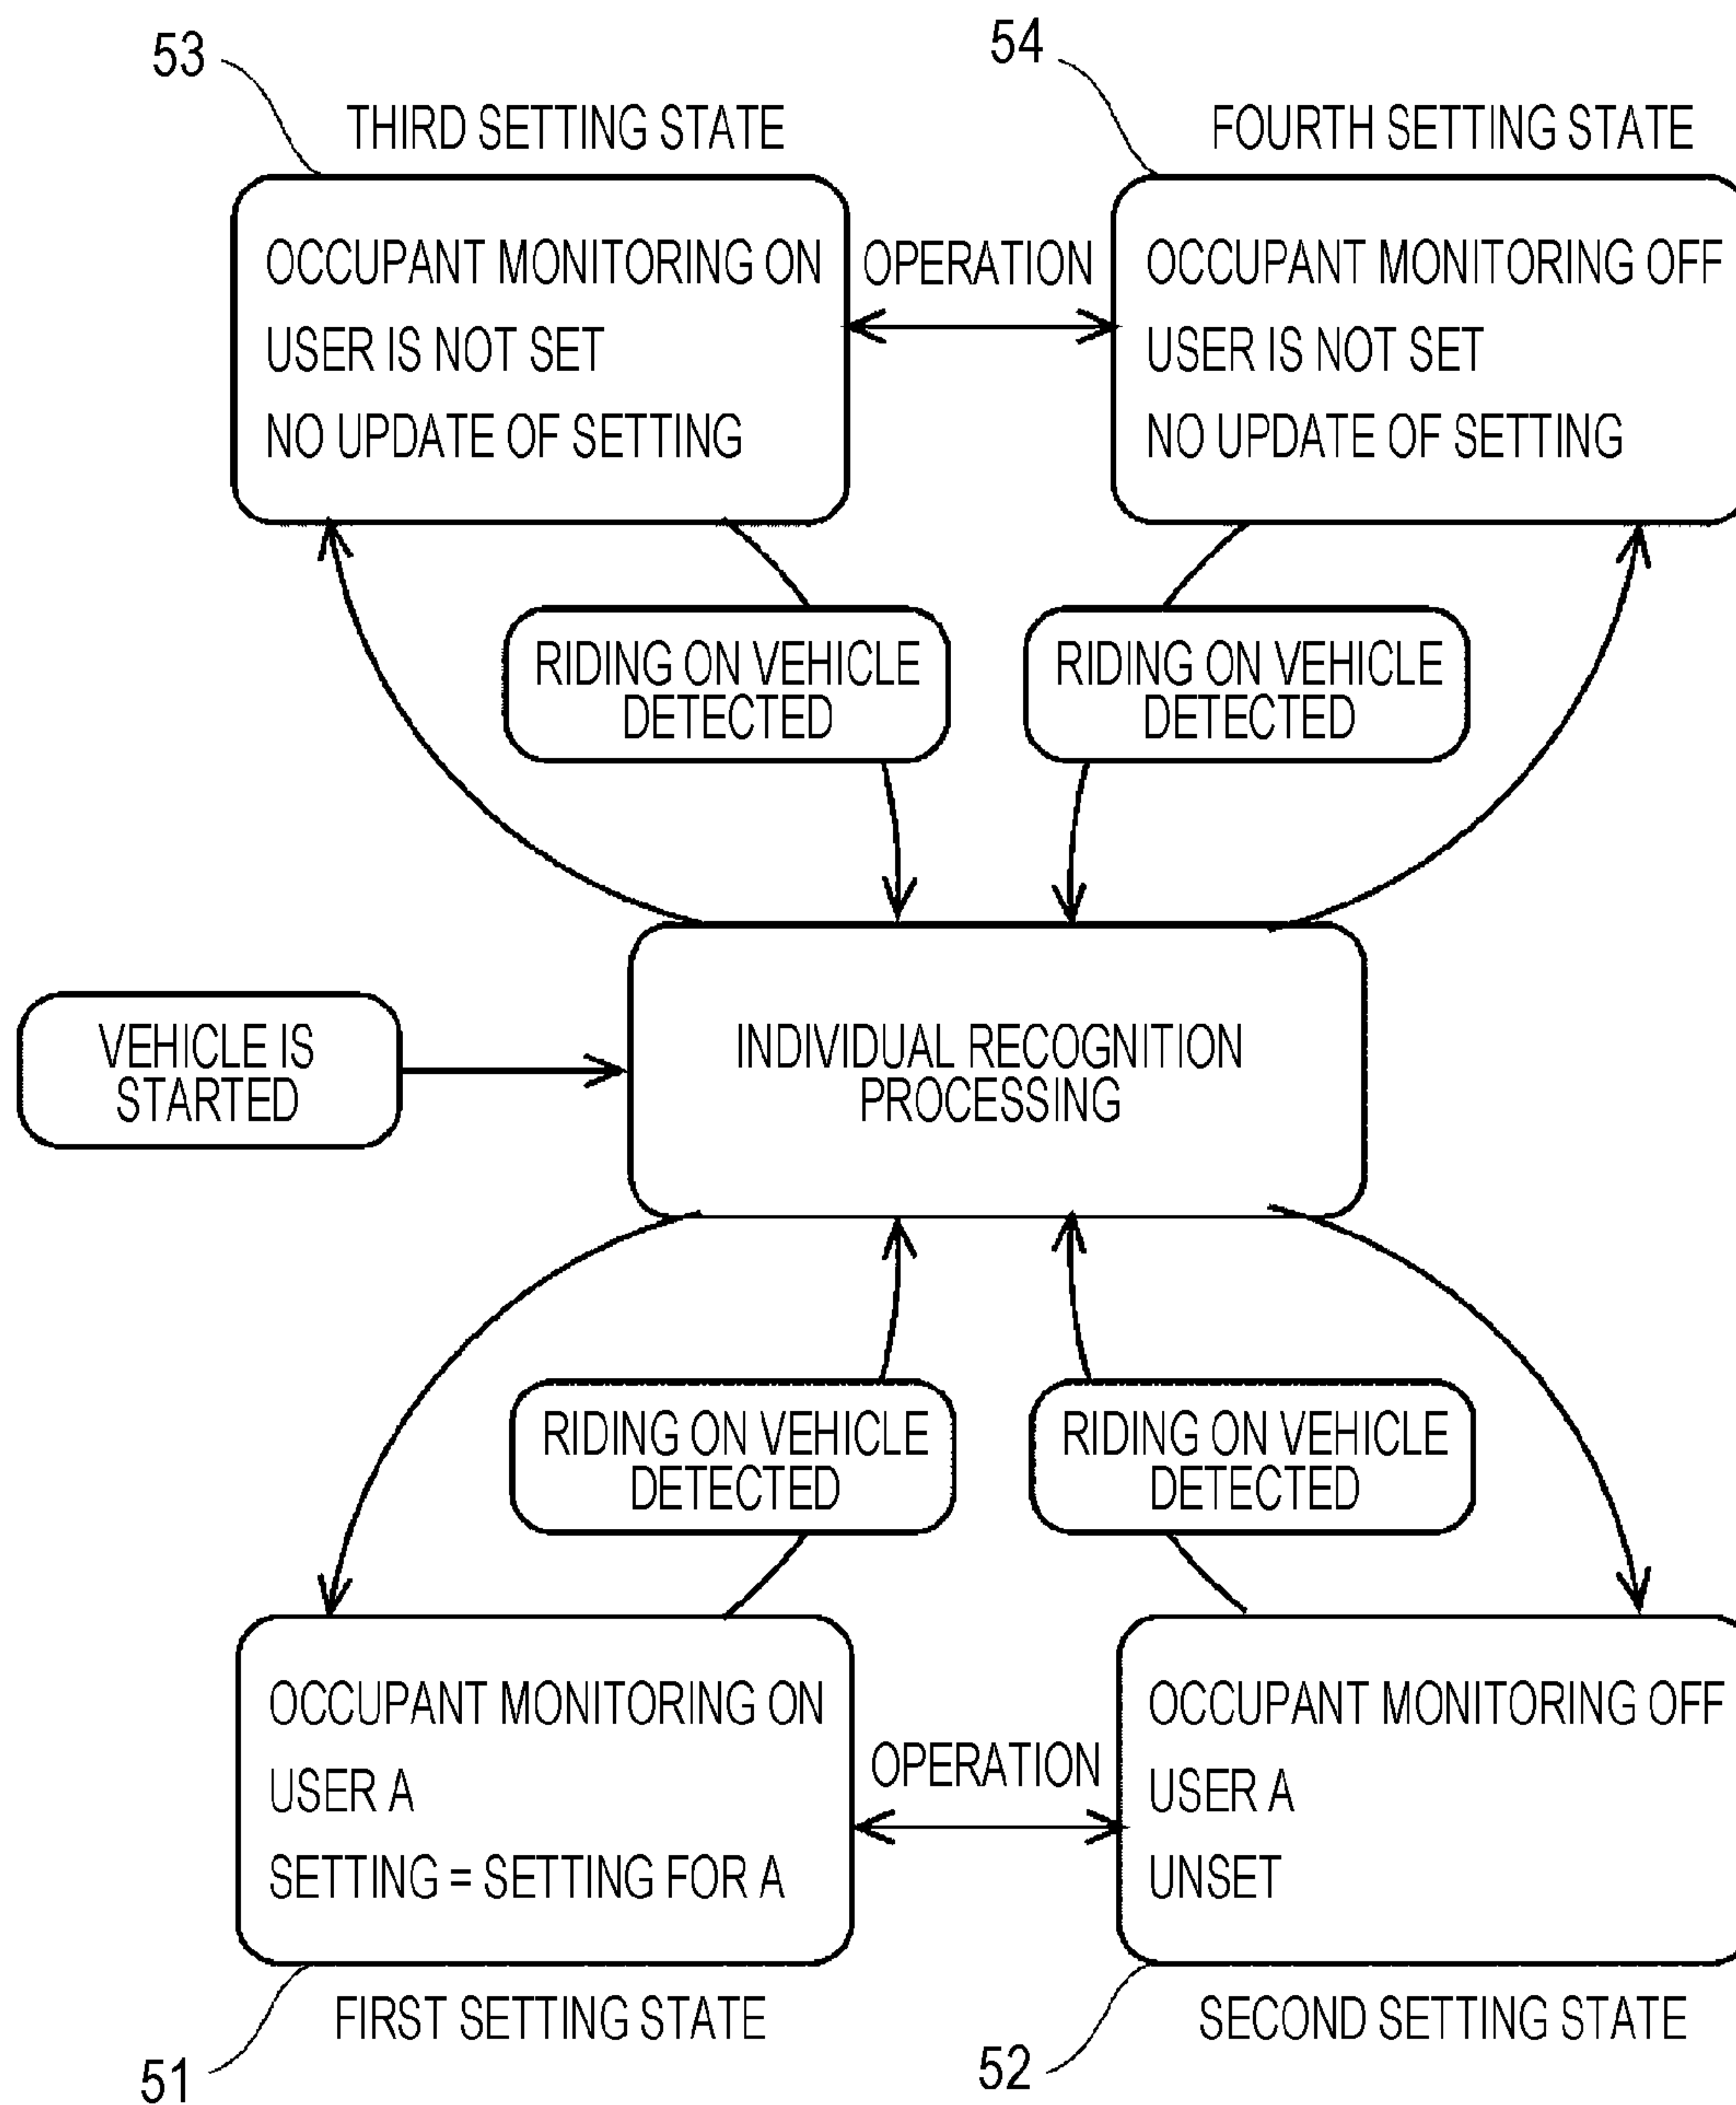 53
54
THIRD SETTING STATE
FOURTH SETTING STATE
OCCUPANT MONITORING ON
USER IS NOT SET
NO UPDATE OF SETTING
OPERATION
OCCUPANT MONITORING OFF
USER IS NOT SET
NO UPDATE OF SETTING
RIDING ON VEHICLE
DETECTED
RIDING ON VEHICLE
DETECTED
VEHICLE IS
STARTED
INDIVIDUAL RECOGNITION
PROCESSING
RIDING ON VEHICLE
DETECTED
RIDING ON VEHICLE
DETECTED
OCCUPANT MONITORING ON
USER A
SETTING = SETTING FOR A
OPERATION
OCCUPANT MONITORING OFF
USER A
UNSET
FIRST SETTING STATE
SECOND SETTING STATE
51
52